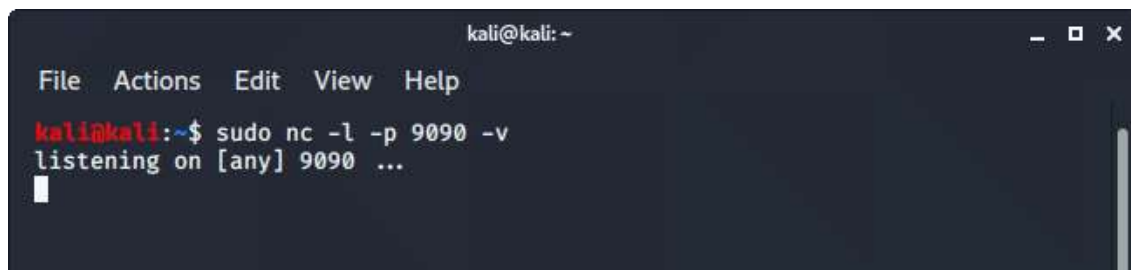 kali@kali: ~
File Actions Edit View Help
kali@kali:~$ sudo nc -l -p 9090 -v
listening on [any] 9090 ...